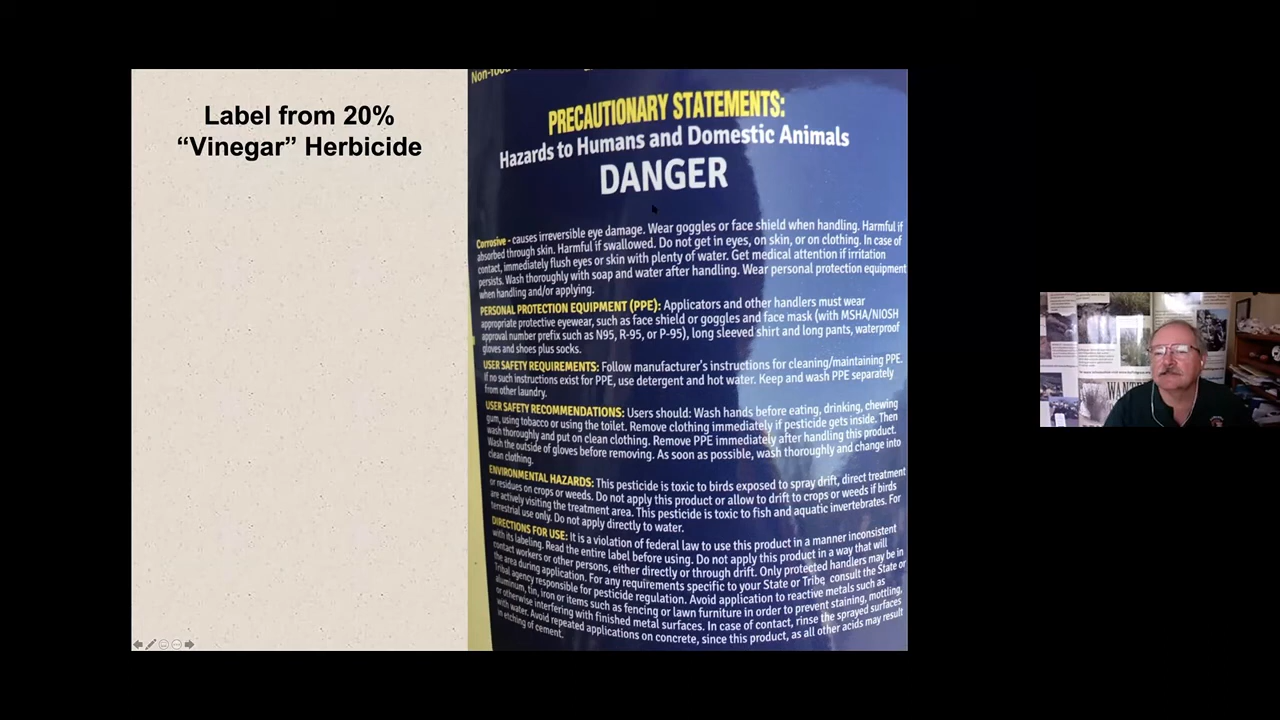 Label from 20%
“Vinegar” Herbicide
PRECAUTIONARY STATEMENTS:
Hazards to Humans and Domestic Animals
DANGER
Corrosive - causes irreversible eye damage. Wear goggles or face shield when handling. Harmful if
absorbed through skin. Harmful if swallowed. Do not get in eyes, on skin, or on clothing. In case of
contact, immediately flush eyes or skin with plenty of water. Get medical attention if irritation
persists. Wash thoroughly with soap and water after handling. Wear personal protection equipment
when handling and/or applying.
PERSONAL PROTECTION EQUIPMENT (PPE): Applicators and other handlers must wear
appropriate protective eyewear, such as face shield or goggles and face mask (with MSHA/NIOSH
approval number prefix such as N95, R-95, or P-95), long sleeved shirt and long pants, waterproof
gloves and shoes plus socks.
USER SAFETY REQUIREMENTS: Follow manufacturer's instructions for cleaning/maintaining PPE.
If no such instructions exist for PPE, use detergent and hot water. Keep and wash PPE separately
from other laundry.
USER SAFETY RECOMMENDATIONS: Users should: Wash hands before eating, drinking, chewing
gum, using tobacco or using the toilet. Remove clothing immediately if pesticide gets inside. Then
wash thoroughly and put on clean clothing. Remove PPE immediately after handling this product.
Wash the outside of gloves before removing. As soon as possible, wash thoroughly and change into
clean clothing.
ENVIRONMENTAL HAZARDS: This pesticide is toxic to birds exposed to spray drift, direct treatment
or residues on crops or weeds. Do not apply this product or allow to drift to crops or weeds if birds
are actively visiting the treatment area. This pesticide is toxic to fish and aquatic invertebrates. For
terrestrial use only. Do not apply directly to water.
DIRECTIONS FOR USE: It is a violation of federal law to use this product in a manner inconsistent
with its labeling. Read the entire label before using. Do not apply this product in a way that will
contact workers or other persons, either directly or through drift. Only protected handlers may be in
the area during application. For any requirements specific to your State or Tribe, consult the State or
Tribal agency responsible for pesticide regulation. Avoid application to reactive metals such as
aluminum, tin, iron or items such as fencing or lawn furniture in order to prevent staining, mottling,
or otherwise interfering with finished metal surfaces. In case of contact, rinse the sprayed surfaces
with water. Avoid repeated applications on concrete, since this product, as all other acids may result
in etching of cement.
WANTED